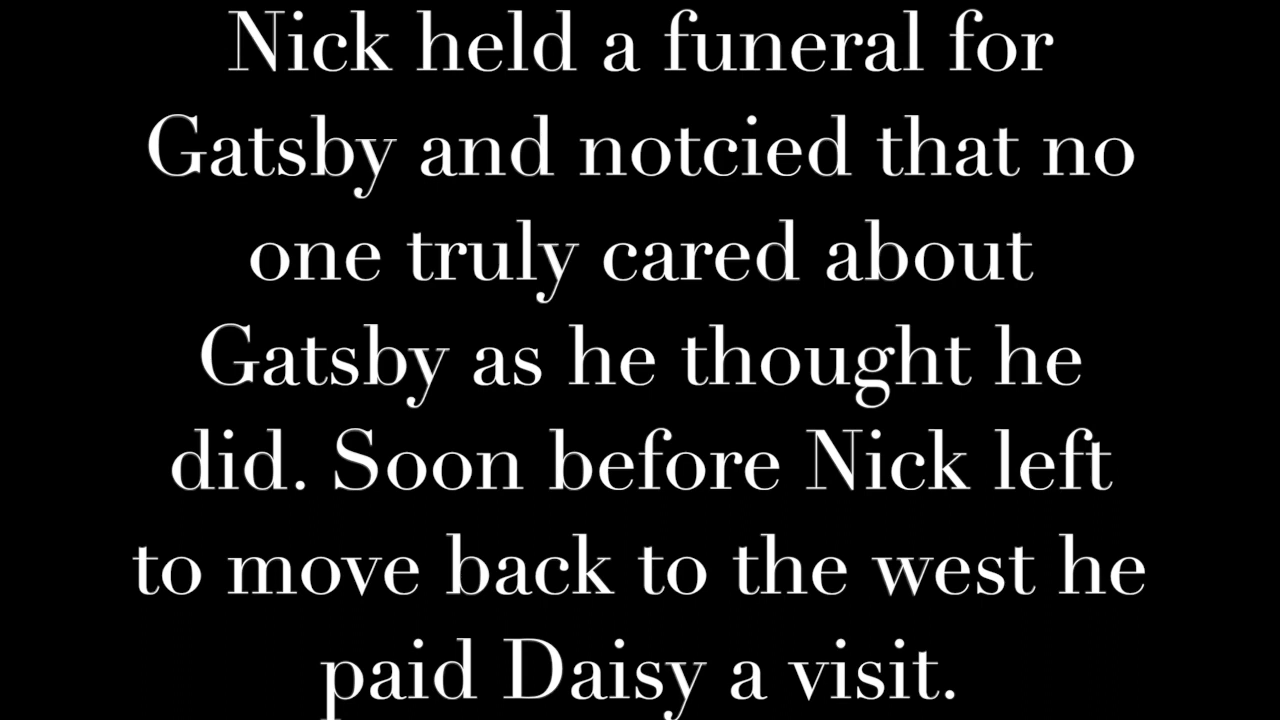 Nick held a funeral for
Gatsby and notcied that no
one truly cared about
Gatsby as he thought he
did. Soon before Nick left
to move back to the west he
paid Daisy a visit.